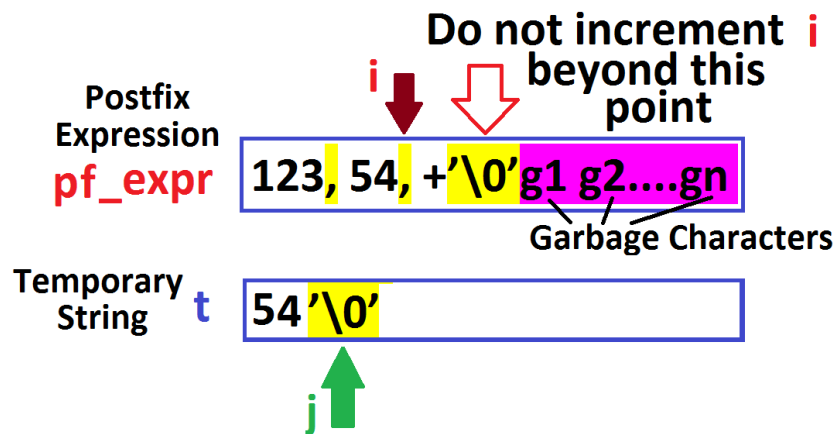 Do not increment i
beyond this
point
i
Postfix
Expression
pf_expr
123, 54, +’\0’g1 g2....gn
Garbage Characters
Temporary
String
t
54’\0’
j